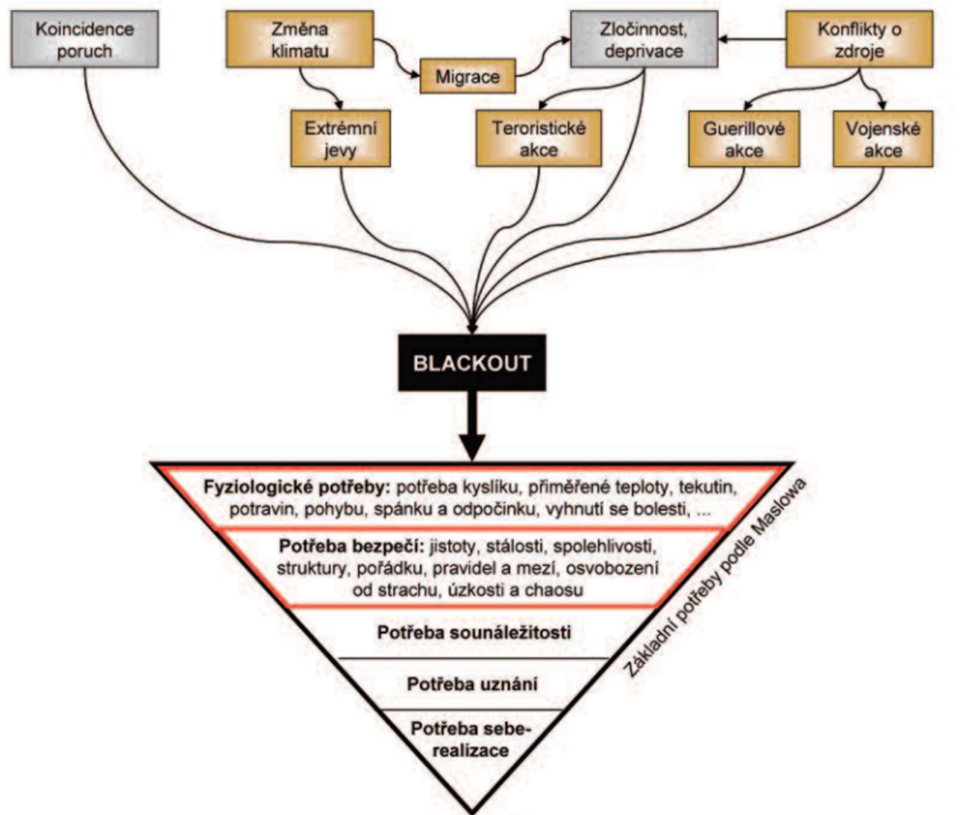 Koincidence
poruch
Změna
klimatu
Migrace
Zločinnost,
deprivace
Konflikty o
zdroje
Extrémní
jevy
Teroristické
akce
Guerillové
akce
Vojenské
akce
BLACKOUT
Fyziologické potřeby: potřeba kyslíku, přiměřené teploty, tekutin,
potravin, pohybu, spánku a odpočinku, vyhnutí se bolesti, ...
Potřeba bezpečí: jistoty, stálosti, spolehlivosti,
struktury, pořádku, pravidel a mezí, osvobození
od strachu, úzkosti a chaosu
Potřeba sounáležitosti
Potřeba uznání
Potřeba sebe-
realizace
Základní potřeby podle Maslowa